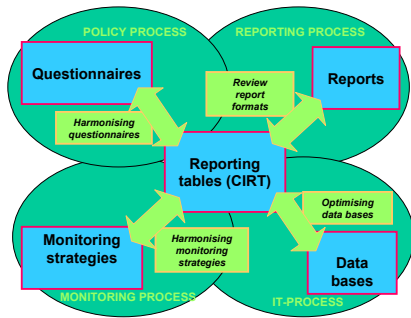 POLICY PROCESS
REPORTING PROCESS
Questionnaires
Review
report
formats
Reports
Harmonising
questionnaires
Reporting
tables (CIRT)
Optimising
data bases
Monitoring
strategies
Harmonising
monitoring
strategies
Data
bases
MONITORING PROCESS
IT-PROCESS